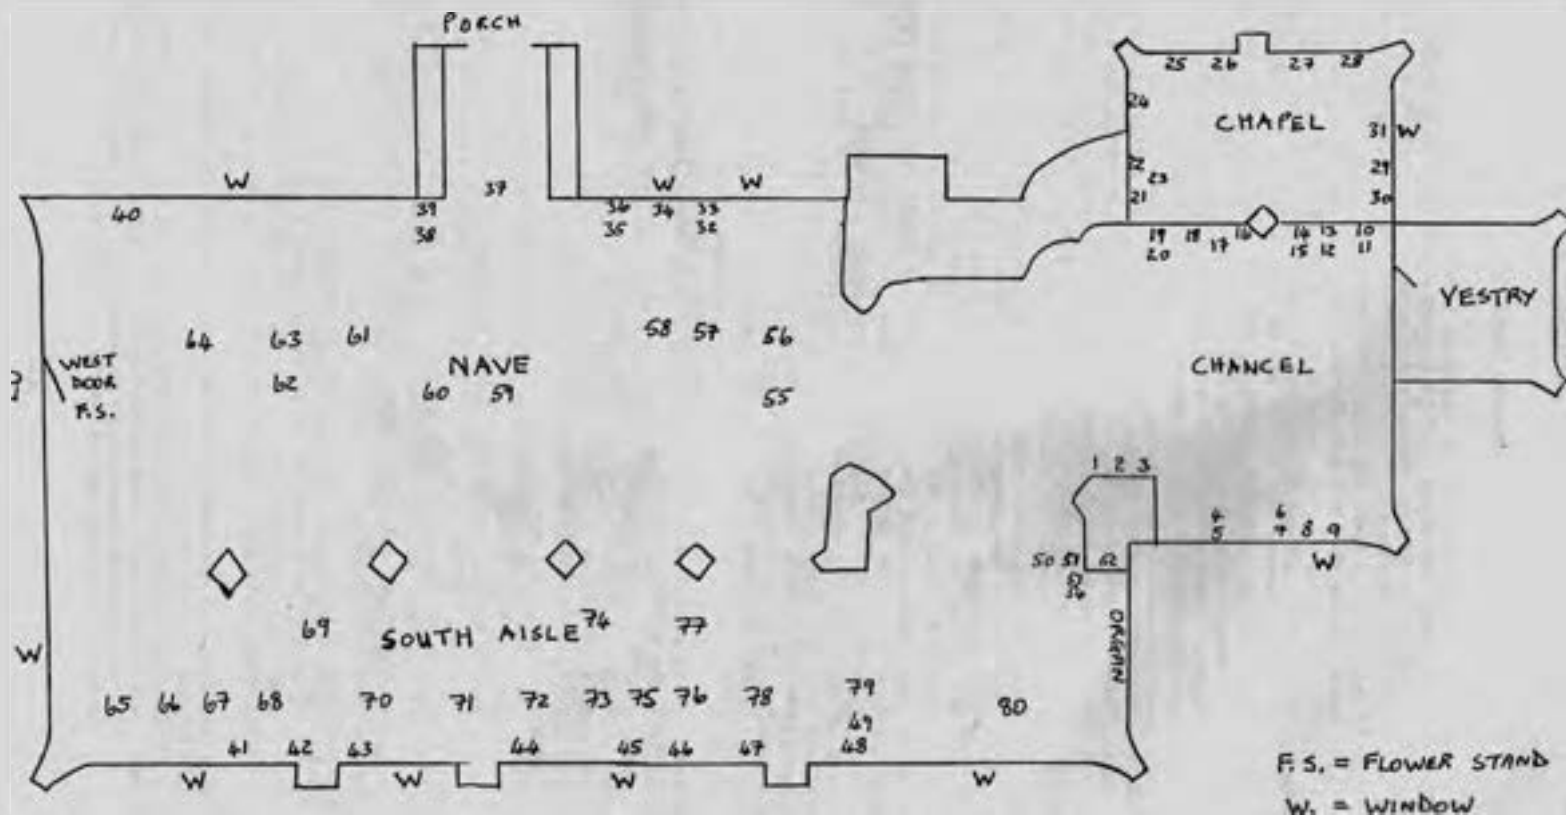 PORCH
25 26 27 28
24
CHAPEL
31 W
W
W W
37
22
23
29
40
39
36 34 33
21
30
38
35 32
19 18 16 14 13 10
20 17 15 12 11
VESTRY
64 63 61
58 57 56
WEST
DOOR
F.S.
NAVE
CHANCEL
62
60 59
55
1 2 3
4 6
5 7 8 9
W
50 51 52
69
SOUTH AISLE
74
77
ORGAN
W
65 66 67 68
70 71 72 73 75 76 78
79
80
49
41 42 43 44 45 46 47 48
W W W W
F.S. = FLOWER STAND
W. = WINDOW